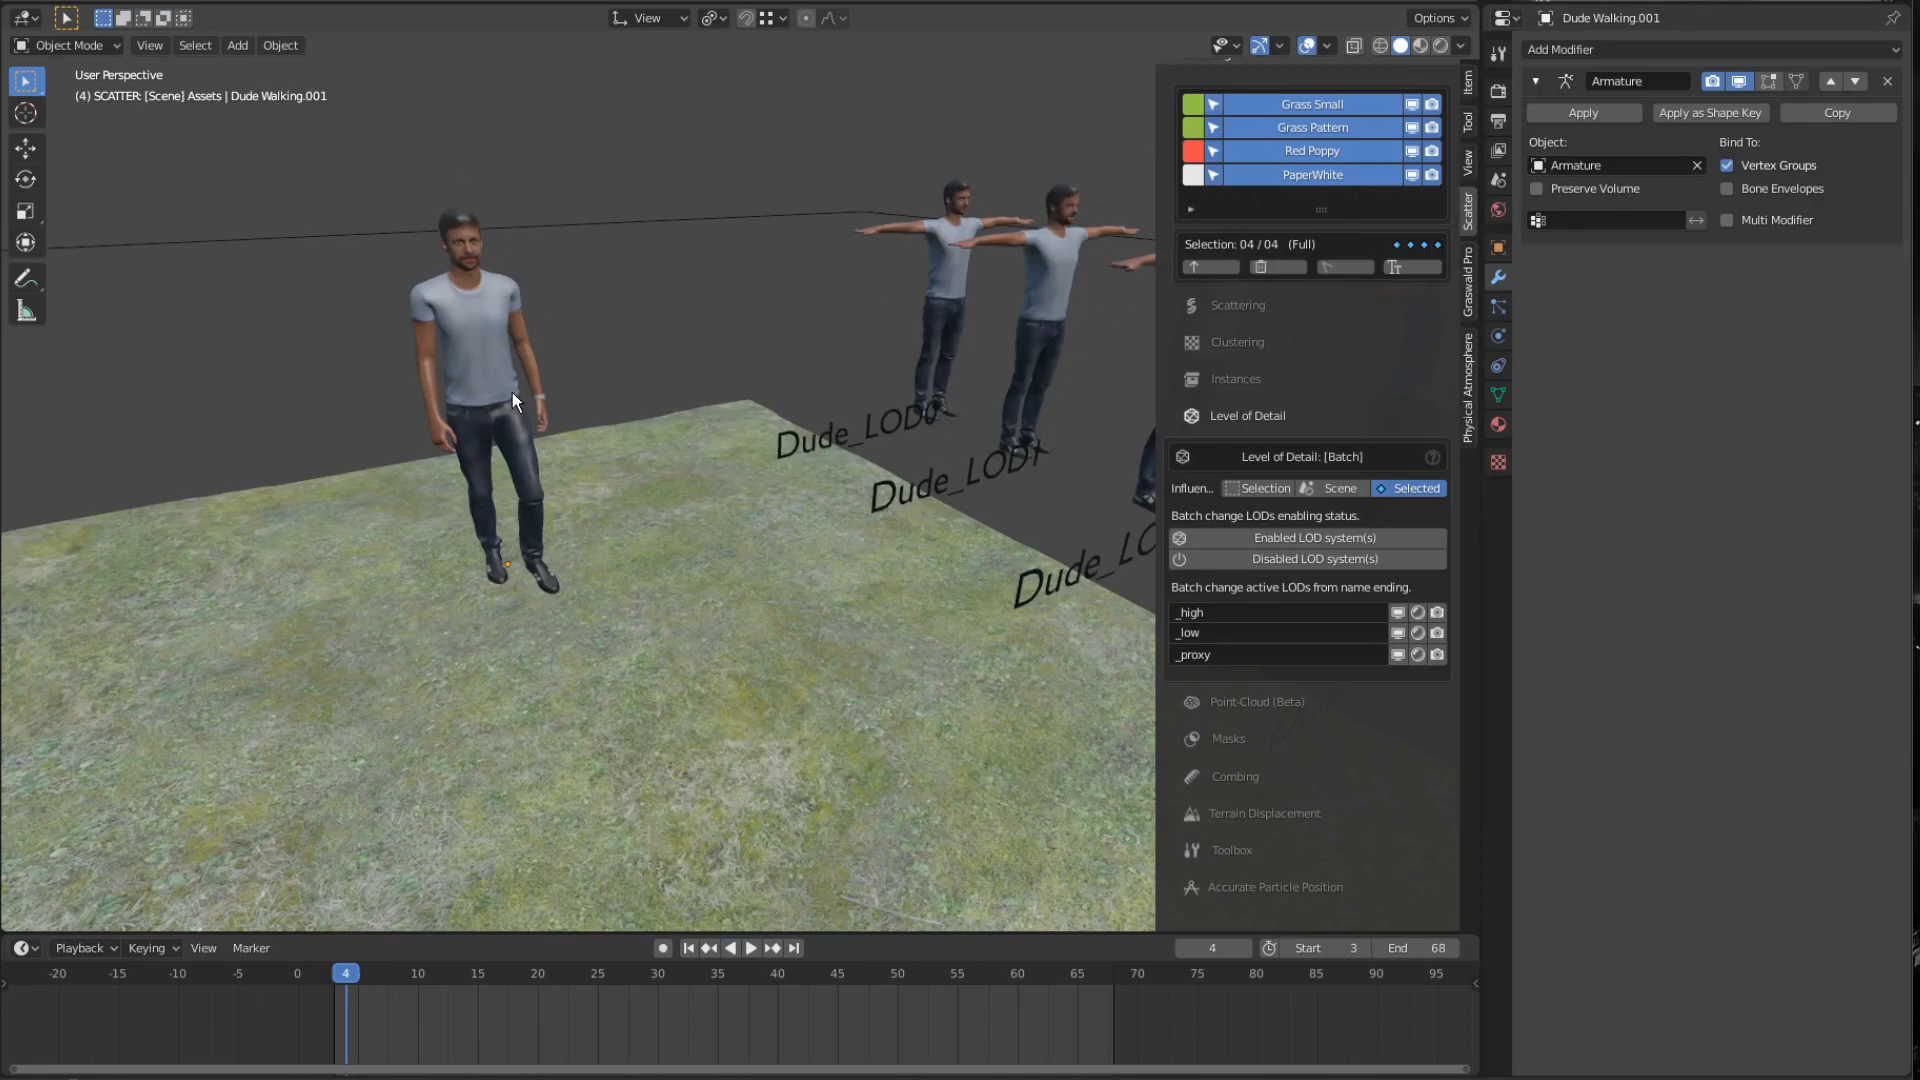 View
Options
Dude Walking.001
Object Mode
View
Select
Add
Object
Add Modifier
User Perspective
(4) SCATTER: [Scene] Assets | Dude Walking.001
Armature
Apply
Apply as Shape Key
Copy
Object:
Bind To:
Armature
Vertex Groups
Preserve Volume
Bone Envelopes
Multi Modifier
Grass Small
Grass Pattern
Red Poppy
PaperWhite
Selection: 04 / 04 (Full)
Scattering
Clustering
Instances
Level of Detail
Level of Detail: [Batch]
Influen...
Selection
Scene
Selected
Batch change LODs enabling status.
Enabled LOD system(s)
Disabled LOD system(s)
Batch change active LODs from name ending.
_high
_low
_proxy
Point-Cloud (Beta)
Masks
Combing
Terrain Displacement
Toolbox
Accurate Particle Position
Item
Tool
View
Scatter
Graswald Pro
Physical Atmosphere
Dude_LOD0
Dude_LOD1
Dude_LO
Playback
Keying
View
Marker
4
Start 3
End 68
-20 -15 -10 -5 0 4 10 15 20 25 30 35 40 45 50 55 60 65 70 75 80 85 90 95